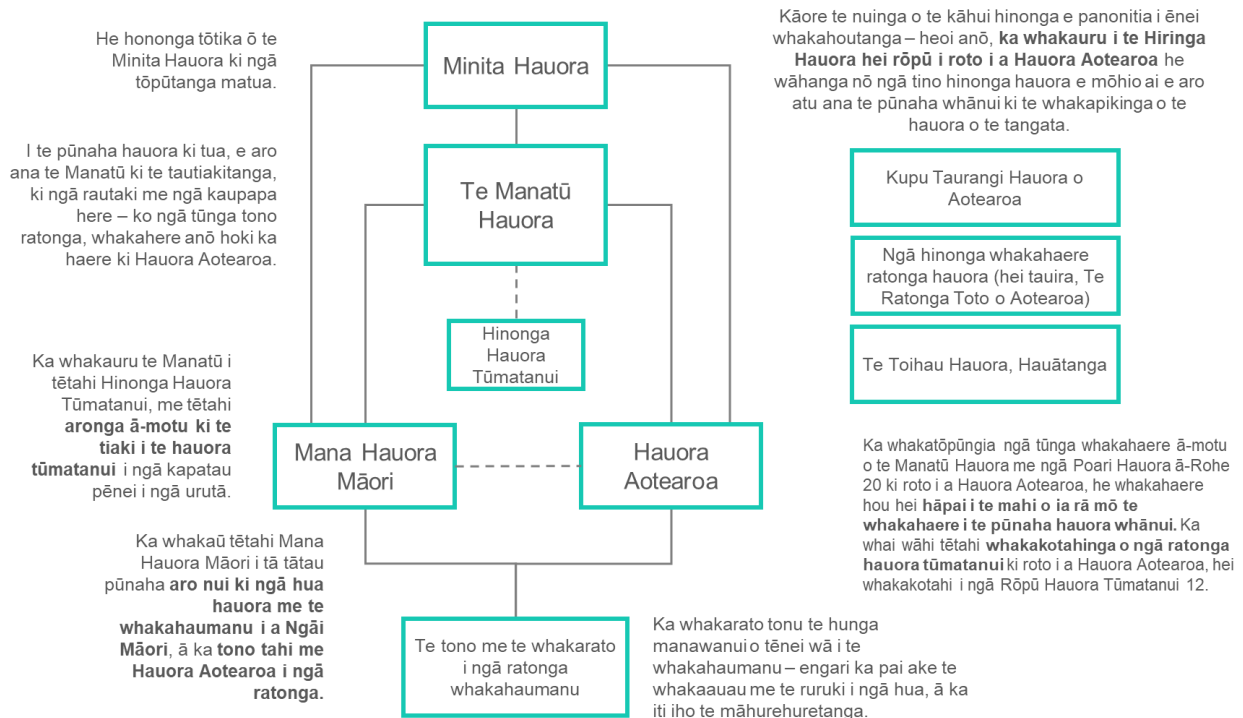 He hononga tōtika ō te
Minita Hauora ki ngā
tōpūtanga matua.
Minita Hauora
Kāore te nuinga o te kāhui hinonga e panonitia i ēnei
whakahoutanga – heoi anō, ka whakauru i te Hiringa
Hauora hei rōpū i roto i a Hauora Aotearoa he
wāhanga nō ngā tino hinonga hauora e mōhio ai e aro
atu ana te pūnaha whānui ki te whakapikinga o te
hauora o te tangata.
I te pūnaha hauora ki tua, e aro
ana te Manatū ki te tautiakitanga,
ki ngā rautaki me ngā kaupapa
here – ko ngā tūnga tono
ratonga, whakahere anō hoki ka
haere ki Hauora Aotearoa.
Te Manatū
Hauora
Kupu Taurangi Hauora o
Aotearoa
Ngā hinonga whakahaere
ratonga hauora (hei tauira, Te
Ratonga Toto o Aotearoa)
Te Toihau Hauora, Hauātanga
Hinonga
Hauora
Tūmatanui
Ka whakauru te Manatū i
tētahi Hinonga Hauora
Tūmatanui, me tētahi
aronga ā-motu ki te
tiaki i te hauora
tūmatanui i ngā kapatau
pēnei i ngā urutā.
Mana Hauora
Māori
Hauora
Aotearoa
Ka whakatōpūngia ngā tūnga whakahaere ā-motu
o te Manatū Hauora me ngā Poari Hauora ā-Rohe
20 ki roto i a Hauora Aotearoa, he whakahaere
hou hei hāpai i te mahi o ia rā mō te
whakahaere i te pūnaha hauora whānui. Ka
whai wāhi tētahi whakakotahinga o ngā ratonga
hauora tūmatanui ki roto i a Hauora Aotearoa, hei
whakakotahi i ngā Rōpū Hauora Tūmatanui 12.
Ka whakaū tētahi Mana
Hauora Māori i tā tātau
pūnaha aro nui ki ngā hua
hauora me te
whakahaumanu i a Ngāi
Māori, ā ka tono tahi me
Hauora Aotearoa i ngā
ratonga.
Te tono me te whakarato
i ngā ratonga
whakahaumanu
Ka whakarato tonu te hunga
manawanui o tēnei wā i te
whakahaumanu – engari ka pai ake te
whakaauau me te ruruki i ngā hua, ā ka
iti iho te māhurehuretanga.